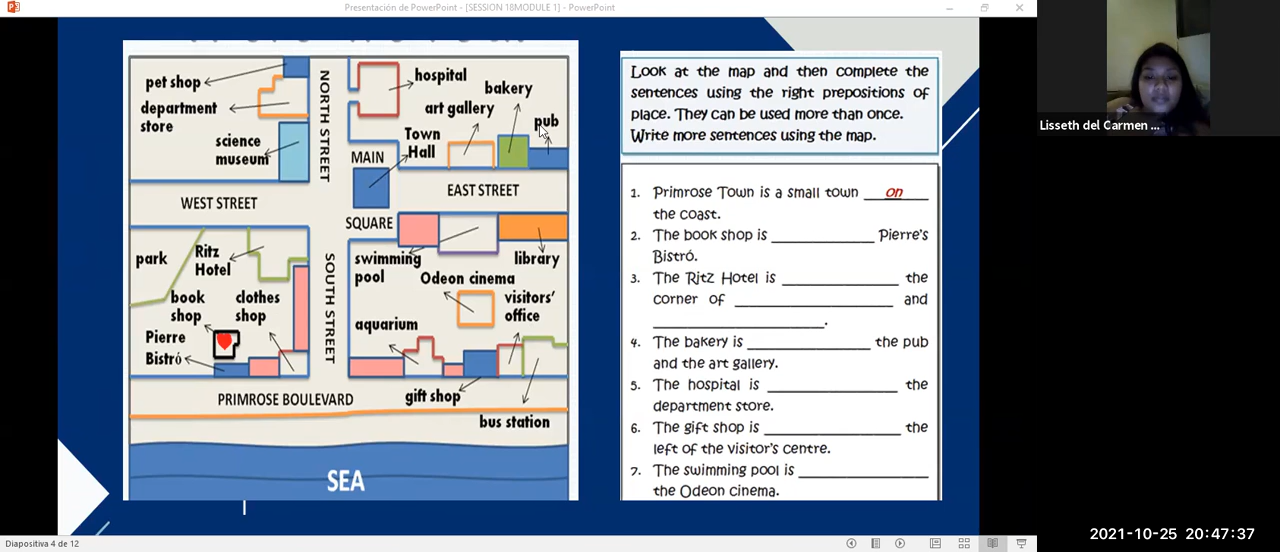 Presentación de PowerPoint - [SESSION 18MODULE 1] - PowerPoint
pet shop
department
store
science
museum
NORTH STREET
hospital
art gallery
bakery
pub
Town
Hall
MAIN
SQUARE
EAST STREET
WEST STREET
park
Ritz
Hotel
book
shop
clothes
shop
Pierre
Bistró
SOUTH STREET
swimming
pool
library
Odeon cinema
visitors'
office
aquarium
gift shop
bus station
PRIMROSE BOULEVARD
SEA
Look at the map and then complete the
sentences using the right prepositions of
place. They can be used more than once.
Write more sentences using the map.
1. Primrose Town is a small town on
the coast.
2. The book shop is ____________ Pierre's
Bistró.
3. The Ritz Hotel is ____________ the
corner of ____________ and
____________.
4. The bakery is ____________ the pub
and the art gallery.
5. The hospital is ____________ the
department store.
6. The gift shop is ____________ the
left of the visitor's centre.
7. The swimming pool is ____________
the Odeon cinema.
Lisseth del Carmen ...
2021-10-25 20:47:37
Diapositiva 4 de 12